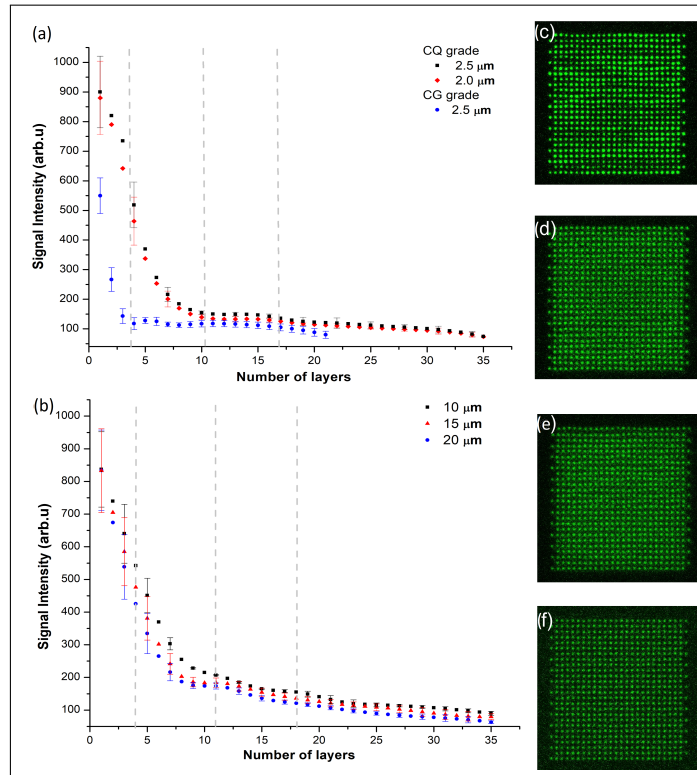 (a)
CQ grade
2.5 μm
2.0 μm
CG grade
2.5 μm
1000
900
800
700
600
500
400
300
200
100
Signal Intensity (arb.u)
0 5 10 15 20 25 30 35
Number of layers
(b)
10 μm
15 μm
20 μm
1000
900
800
700
600
500
400
300
200
100
Signal Intensity (arb.u)
0 5 10 15 20 25 30 35
Number of layers
(c)
(d)
(e)
(f)